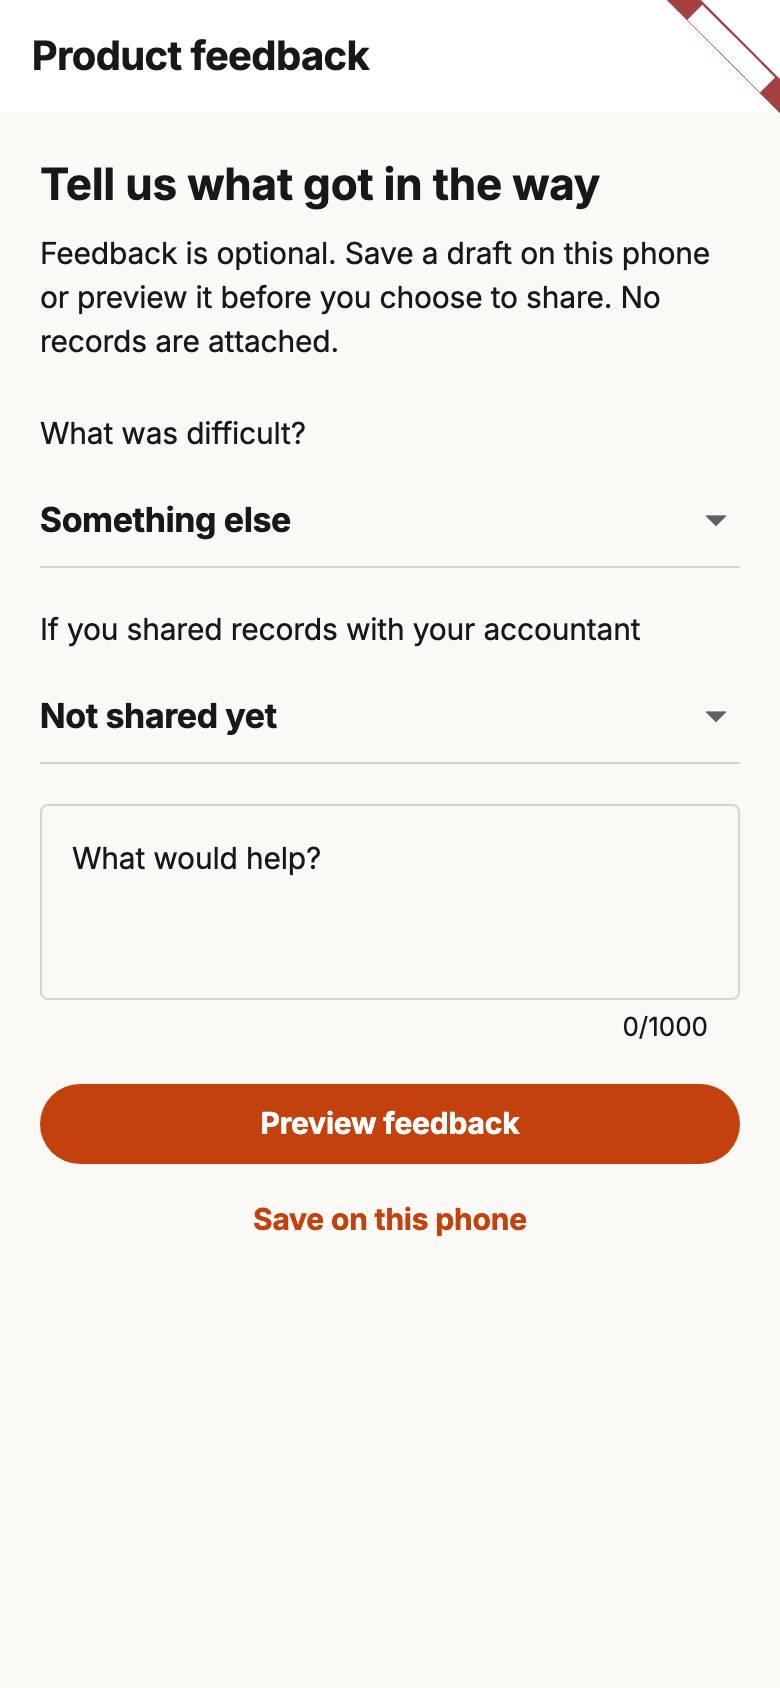 Product feedback
Tell us what got in the way
Feedback is optional. Save a draft on this phone
or preview it before you choose to share. No
records are attached.
What was difficult?
Something else
If you shared records with your accountant
Not shared yet
What would help?
0/1000
Preview feedback
Save on this phone